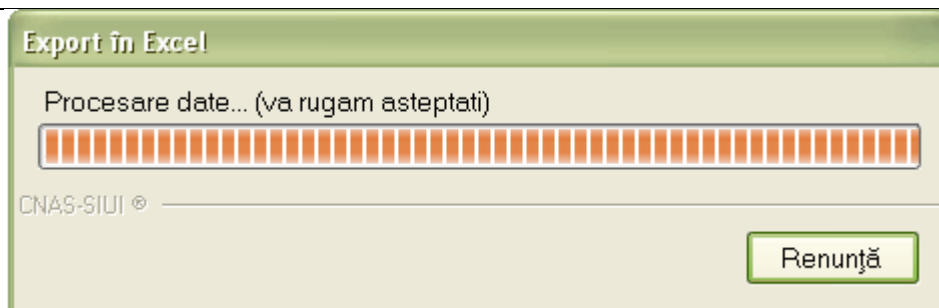 Export în Excel
Procesare date... (va rugam asteptati)
CNAS-SIUI ®
Renunţă